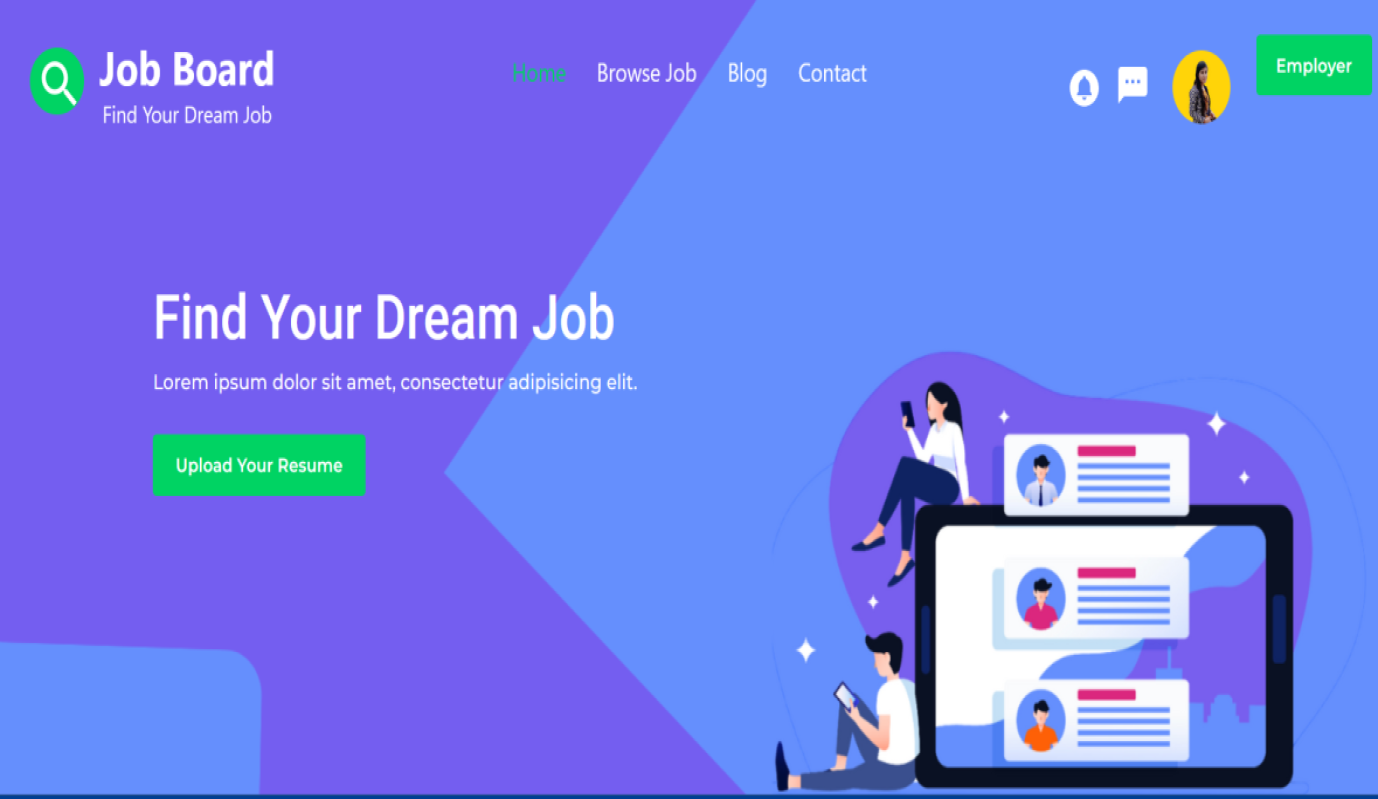 Job Board
Find Your Dream Job
Home Browse Job Blog Contact
Employer
Find Your Dream Job
Lorem ipsum dolor sit amet, consectetur adipisicing elit.
Upload Your Resume